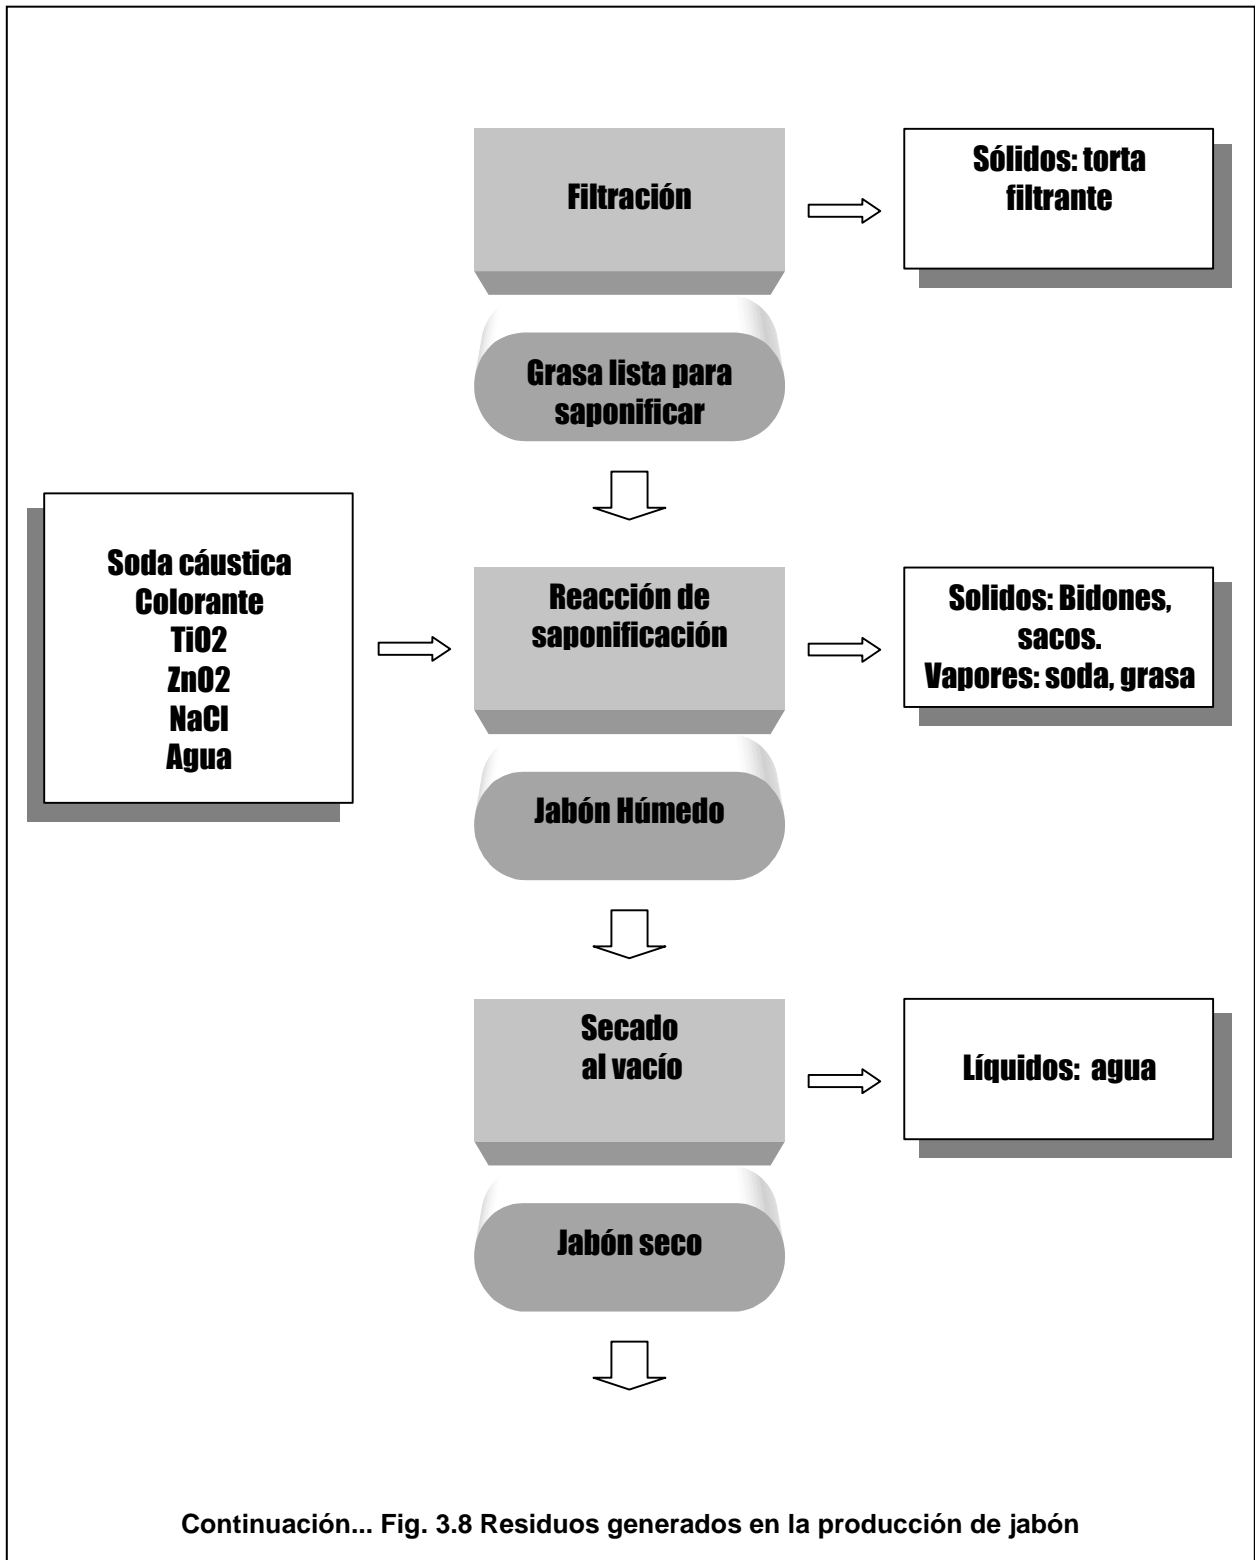 Filtración
Sólidos: torta
filtrante
Grasa lista para
saponificar
Soda cáustica
Colorante
TiO2
ZnO2
NaCl
Agua
Reacción de
saponificación
Solidos: Bidones,
sacos.
Vapores: soda, grasa
Jabón Húmedo
Secado
al vacío
Líquidos: agua
Jabón seco
Continuación... Fig. 3.8 Residuos generados en la producción de jabón